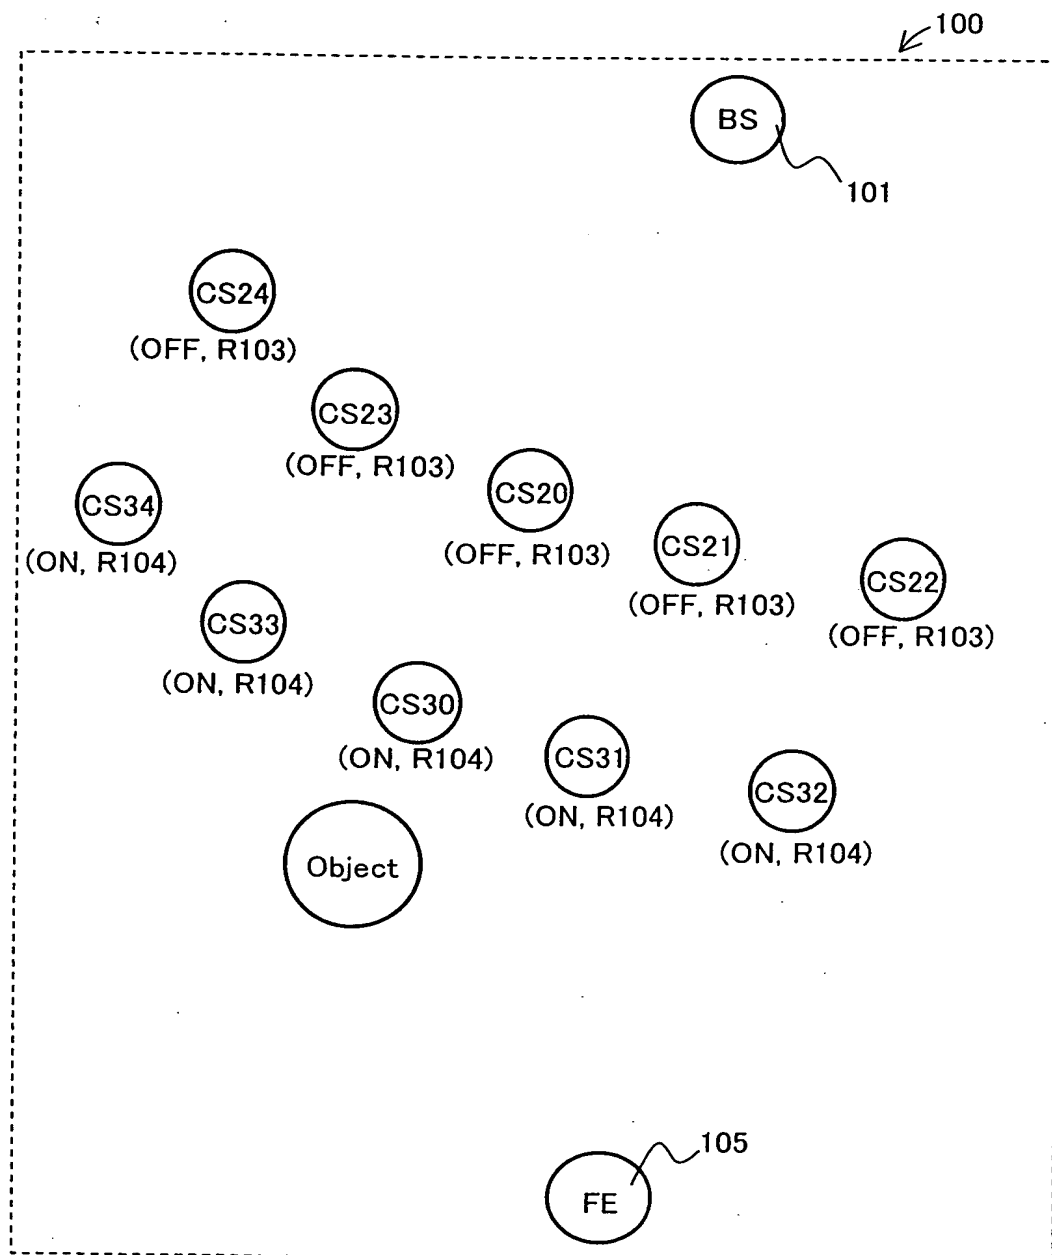 100
BS
101
CS24
(OFF, R103)
CS23
(OFF, R103)
CS20
(OFF, R103)
CS21
(OFF, R103)
CS22
(OFF, R103)
CS34
(ON, R104)
CS33
(ON, R104)
CS30
(ON, R104)
CS31
(ON, R104)
CS32
(ON, R104)
Object
105
FE